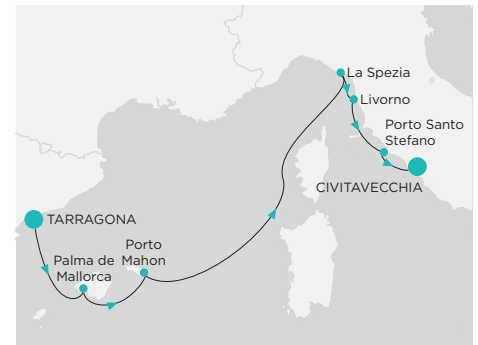 La Spezia
Livorno
Porto Santo
Stefano
CIVITAVECCHIA
TARRAGONA
Porto
Mahon
Palma de
Mallorca